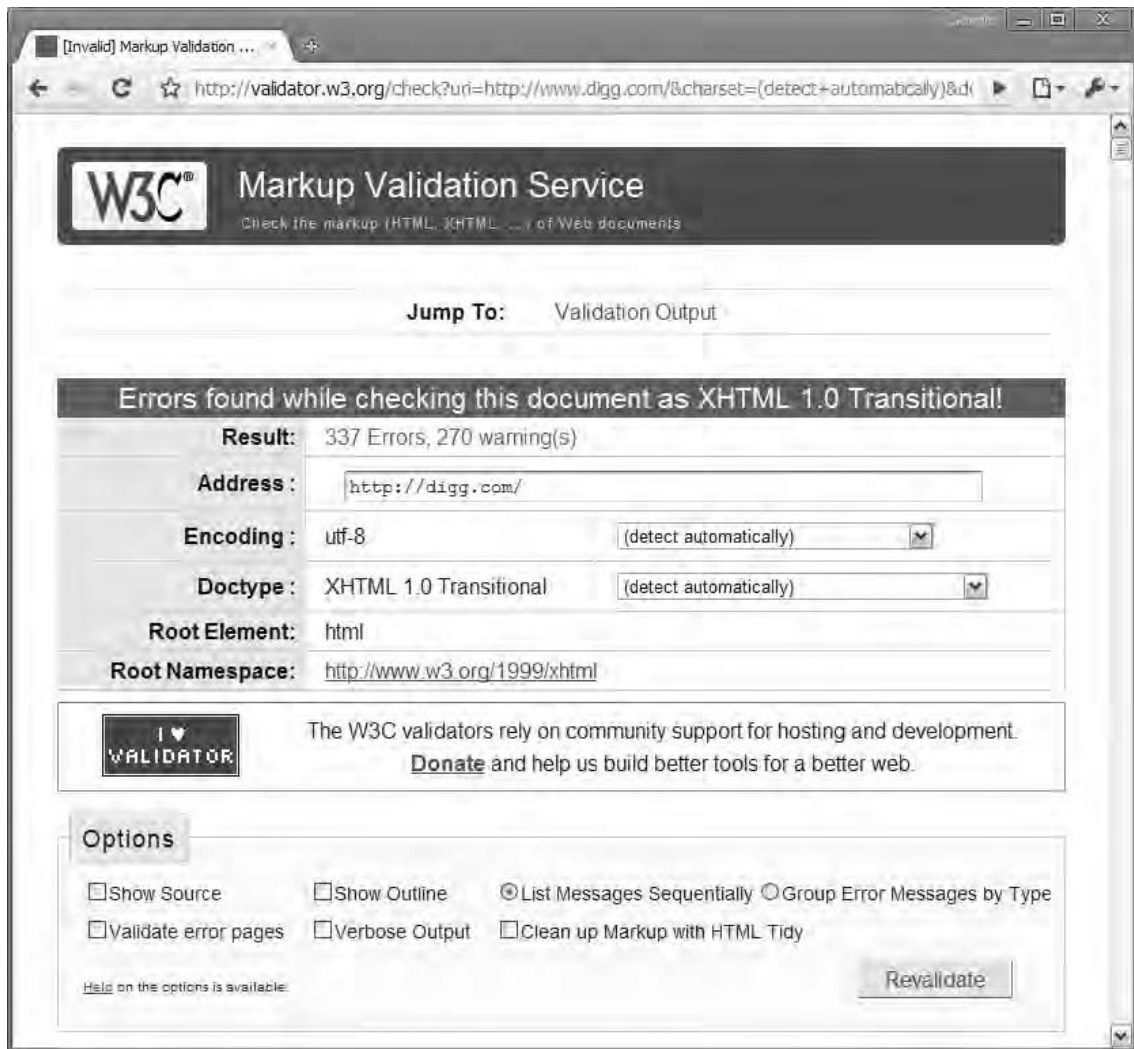 [Invalid] Markup Validation ...
http://validator.w3.org/check?uri=http://www.digg.com/&charset=(detect+automatically)&d
W3C®
Markup Validation Service
Check the markup (HTML, XHTML, ...) of Web documents
Jump To: Validation Output
Errors found while checking this document as XHTML 1.0 Transitional!
Result: 337 Errors, 270 warning(s)
Address : http://digg.com/
Encoding : utf-8 (detect automatically)
Doctype : XHTML 1.0 Transitional (detect automatically)
Root Element: html
Root Namespace: http://www.w3.org/1999/xhtml
I ♥
VALIDATOR
The W3C validators rely on community support for hosting and development.
Donate and help us build better tools for a better web.
Options
Show Source Show Outline List Messages Sequentially Group Error Messages by Type
Validate error pages Verbose Output Clean up Markup with HTML Tidy
Help on the options is available.
Revalidate